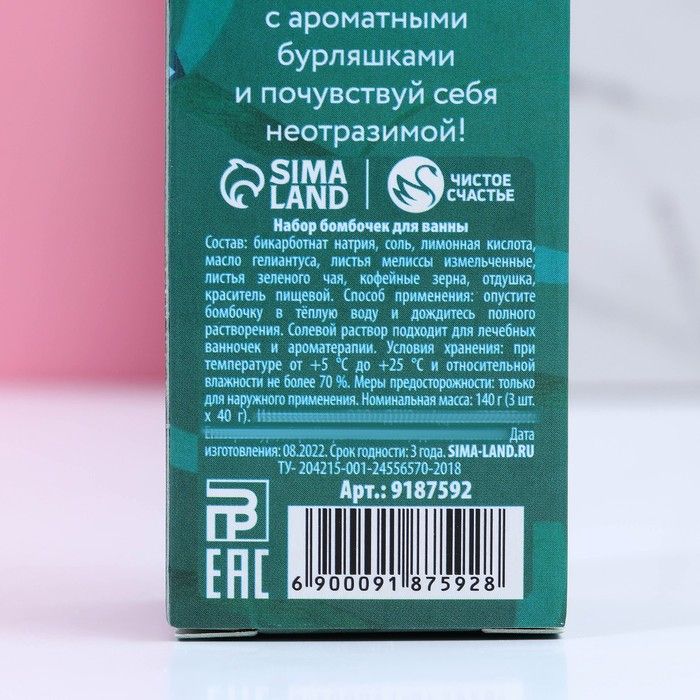 с ароматными
бурляшками
и почувствуй себя
неотразимой!
SIMA
LAND
ЧИСТОЕ
СЧАСТЬЕ
Набор бомбочек для ванны
Состав: бикарботнат натрия, соль, лимонная кислота,
масло гелиантуса, листья мелиссы измельченные,
листья зеленого чая, кофейные зерна, отдушка,
краситель пищевой. Способ применения: опустите
бомбочку в тёплую воду и дождитесь полного
растворения. Солевой раствор подходит для лечебных
ванночек и ароматерапии. Условия хранения: при
температуре от +5 °С до +25 °С и относительной
влажности не более 70 %. Меры предосторожности: только
для наружного применения. Номинальная масса: 140 г (3 шт.
х 40 г).
Дата
изготовления: 08.2022. Срок годности: 3 года. SIMA-LAND.RU
ТУ- 204215-001-24556570-2018
Арт.: 9187592
ЕАС
6 900091 875928